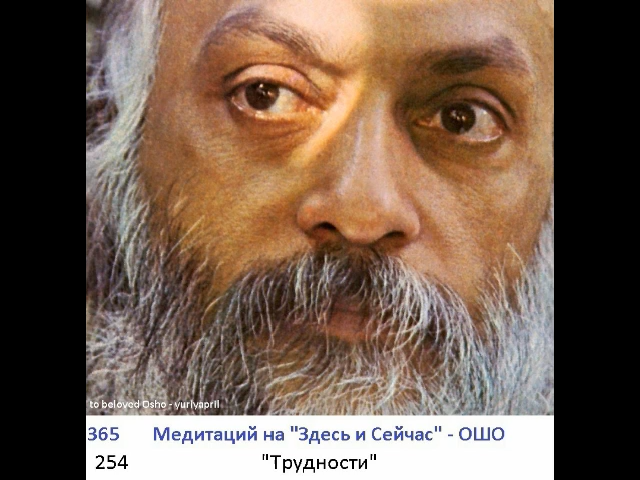 to beloved Osho - yuriyapril
365 Медитаций на "Здесь и Сейчас" - ОШО
254 "Трудности"